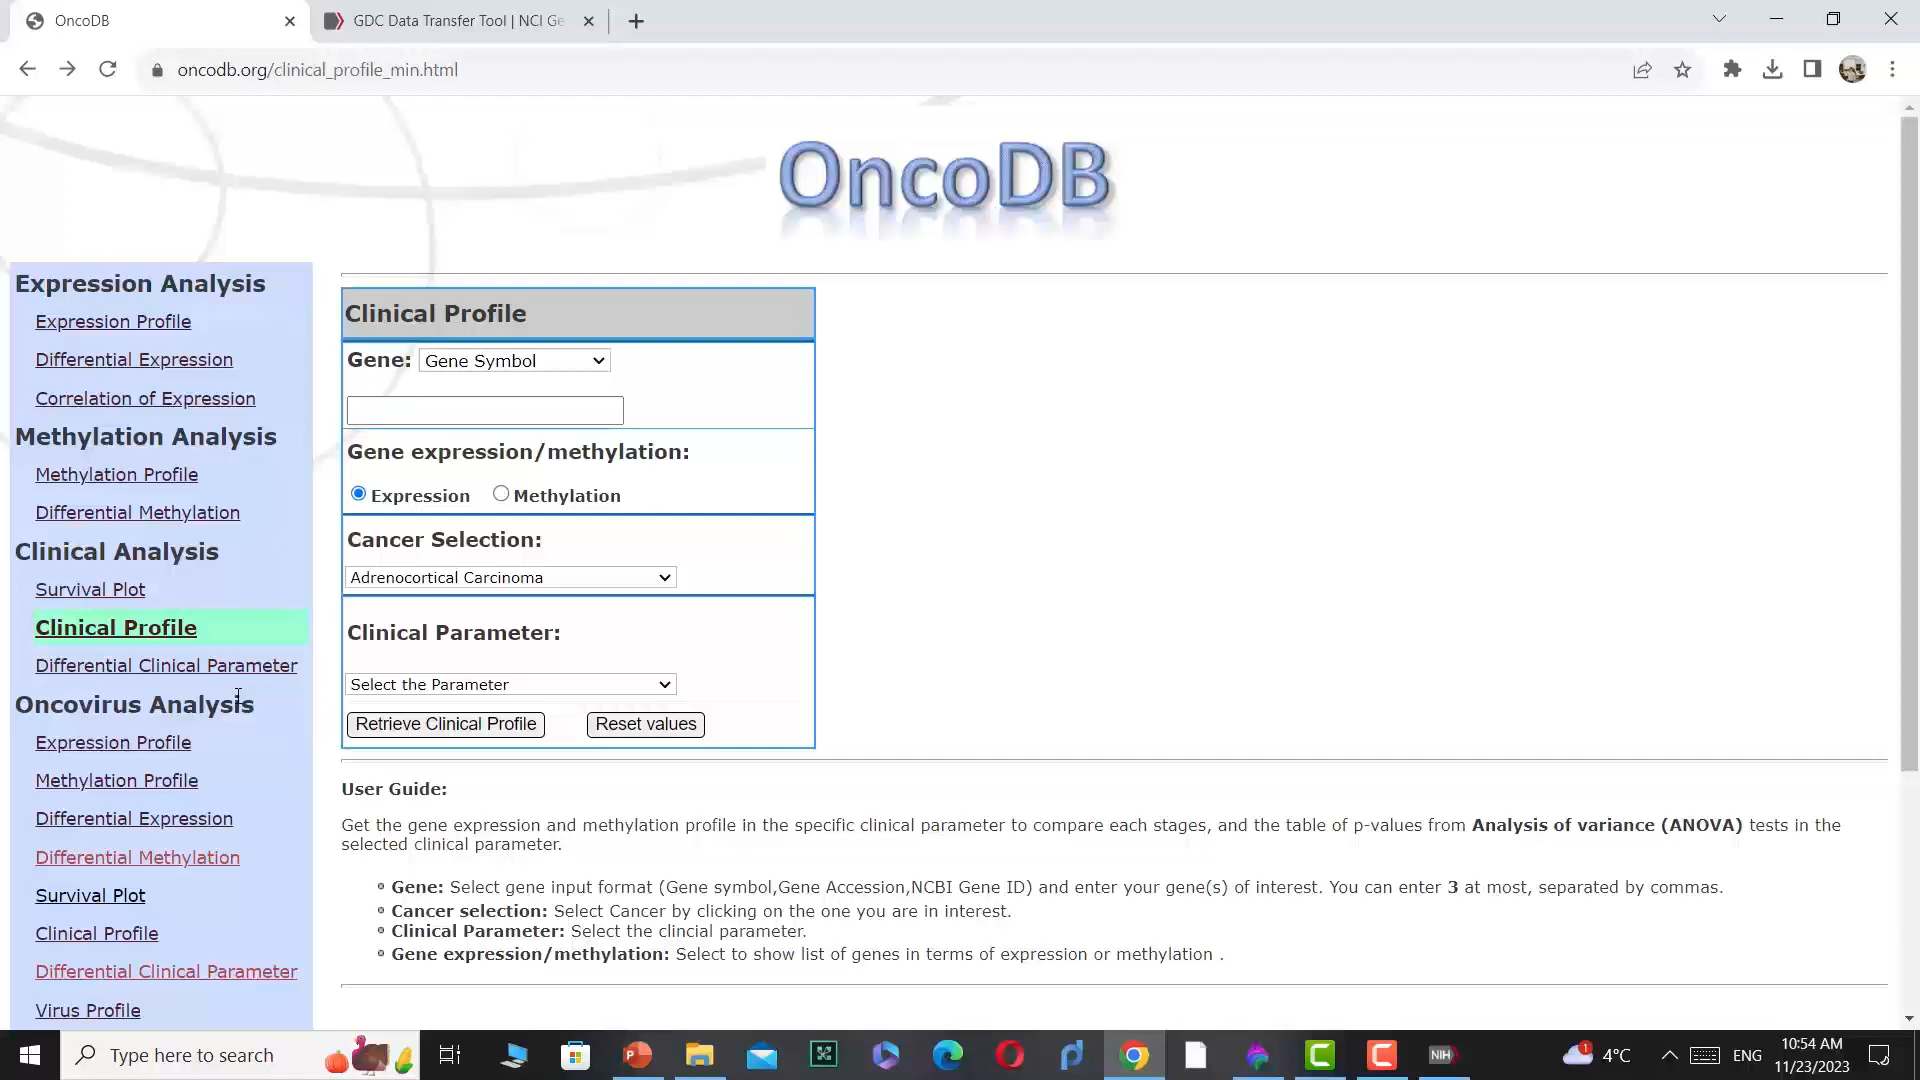 OncoDB
GDC Data Transfer Tool | NCI Ge
oncodb.org/clinical_profile_min.html
OncoDB
Expression Analysis
Expression Profile
Differential Expression
Correlation of Expression
Methylation Analysis
Methylation Profile
Differential Methylation
Clinical Analysis
Survival Plot
Clinical Profile
Differential Clinical Parameter
Oncovirus Analysis
Expression Profile
Methylation Profile
Differential Expression
Differential Methylation
Survival Plot
Clinical Profile
Differential Clinical Parameter
Virus Profile
Clinical Profile
Gene: Gene Symbol
Gene expression/methylation:
Expression Methylation
Cancer Selection:
Adrenocortical Carcinoma
Clinical Parameter:
Select the Parameter
Retrieve Clinical Profile Reset values
User Guide:
Get the gene expression and methylation profile in the specific clinical parameter to compare each stages, and the table of p-values from Analysis of variance (ANOVA) tests in the
selected clinical parameter.
Gene: Select gene input format (Gene symbol,Gene Accession,NCBI Gene ID) and enter your gene(s) of interest. You can enter 3 at most, separated by commas.
Cancer selection: Select Cancer by clicking on the one you are in interest.
Clinical Parameter: Select the clincial parameter.
Gene expression/methylation: Select to show list of genes in terms of expression or methylation .
Type here to search
NIH
1
4°C
ENG
10:54 AM
11/23/2023